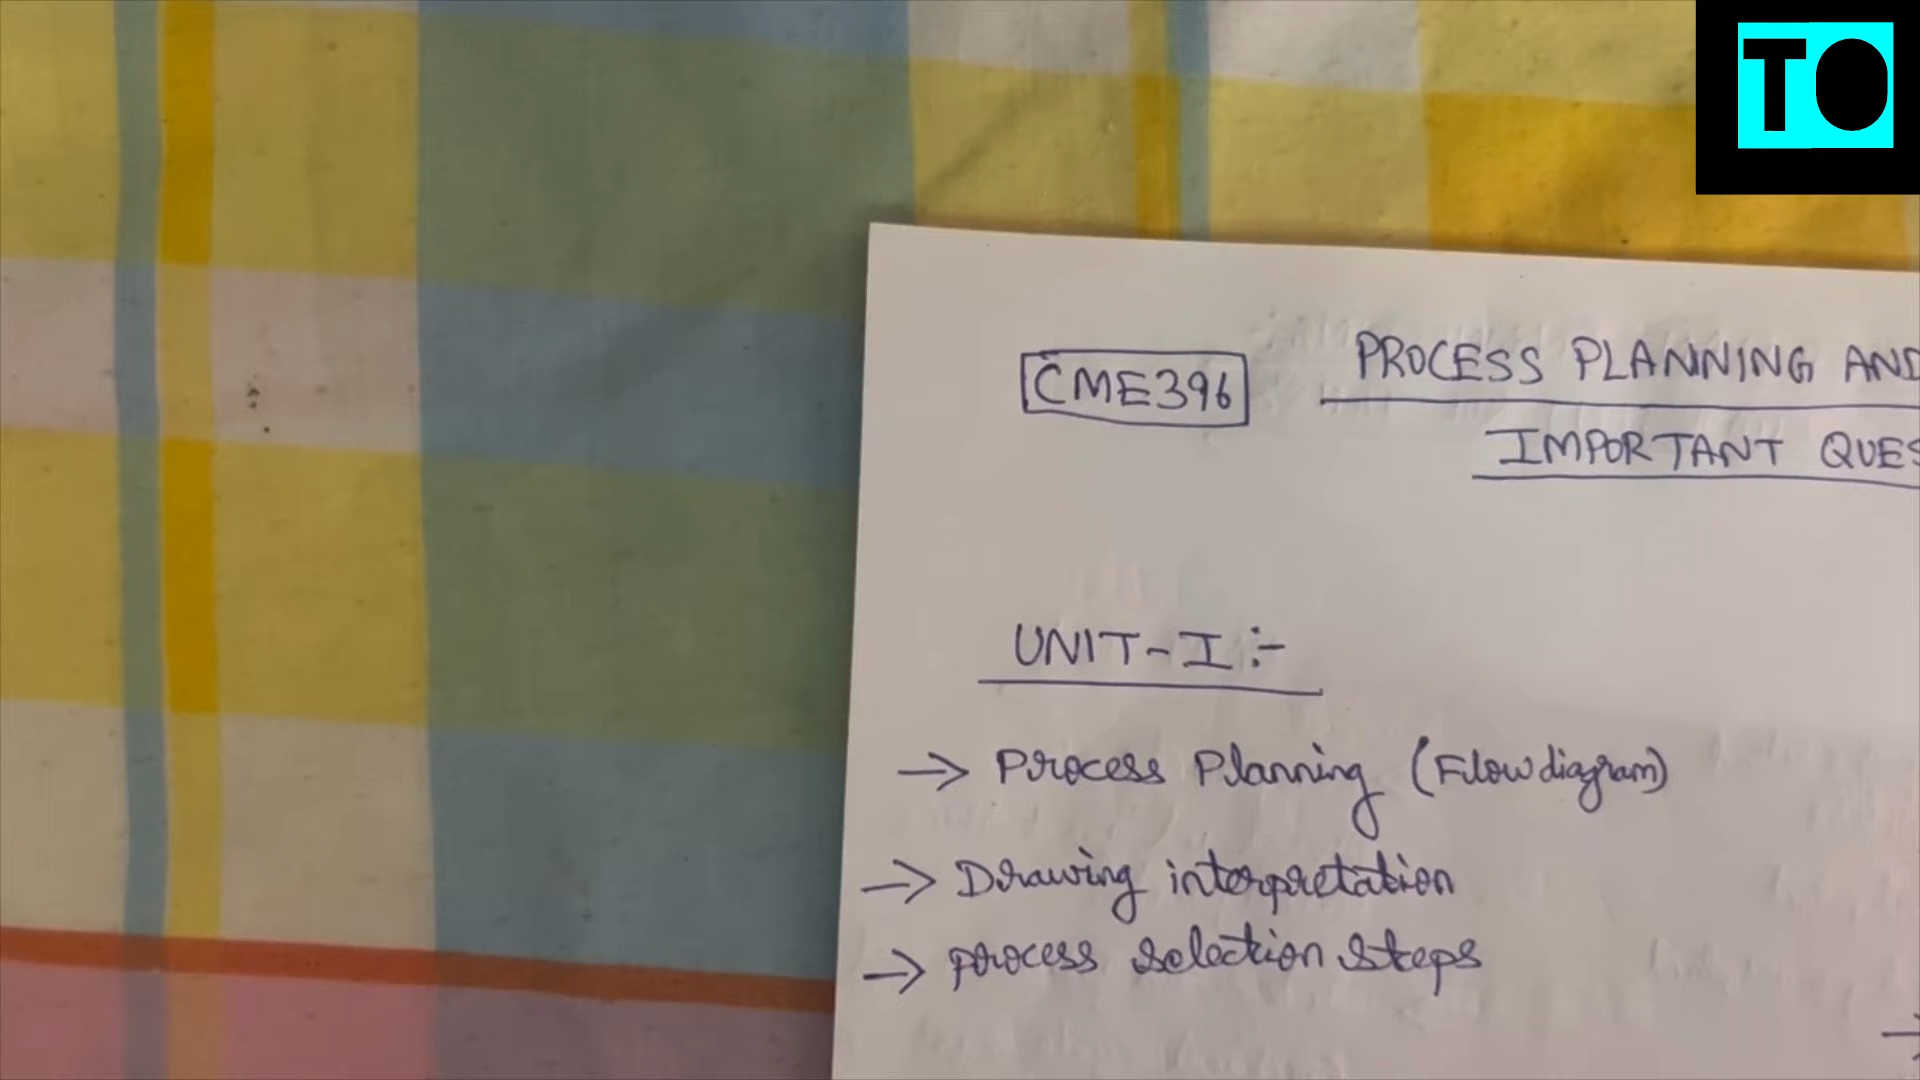 TO
CME396
PROCESS PLANNING AND
IMPORTANT QUES
UNIT-I :-
→ Process Planning (Flow diagram)
→ Drawing interpretation
→ process selection steps
→